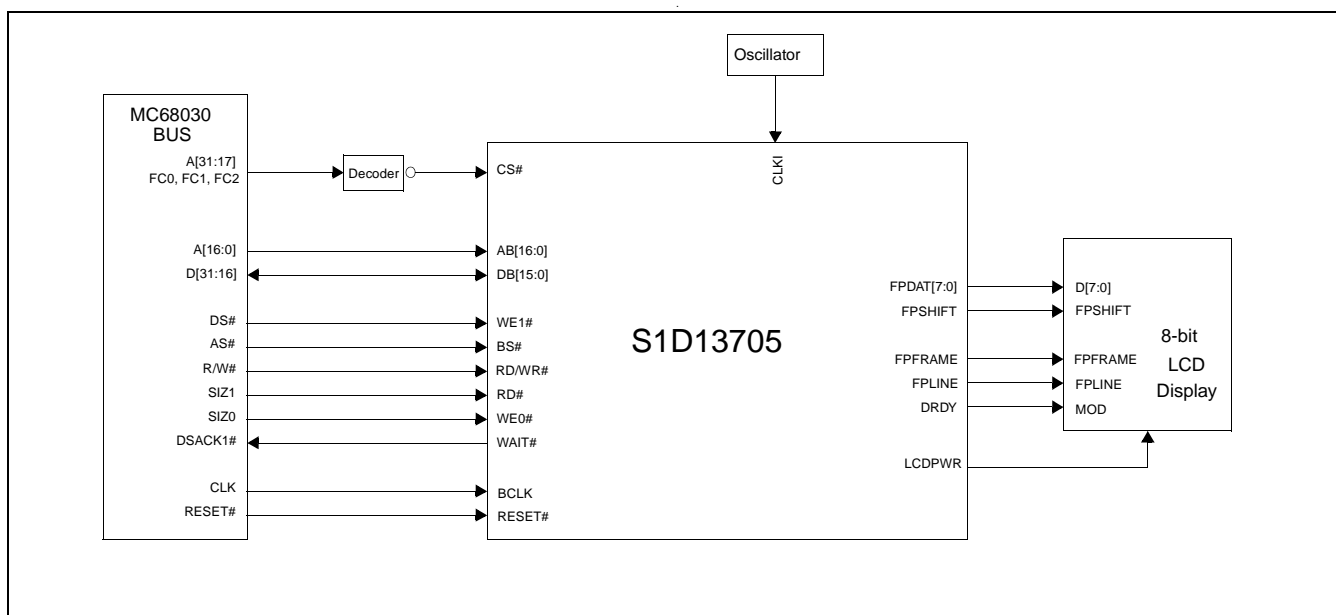 Oscillator
MC68030
BUS
A[31:17]
FC0, FC1, FC2
Decoder
CS#
CLKI
A[16:0]
AB[16:0]
D[31:16]
DB[15:0]
FPDAT[7:0]
D[7:0]
FPSHIFT
FPSHIFT
DS#
WE1#
AS#
BS#
R/W#
RD/WR#
SIZ1
RD#
SIZ0
WE0#
DSACK1#
WAIT#
S1D13705
8-bit
LCD
Display
FPFRAME
FPFRAME
FPLINE
FPLINE
DRDY
MOD
LCDPWR
CLK
BCLK
RESET#
RESET#